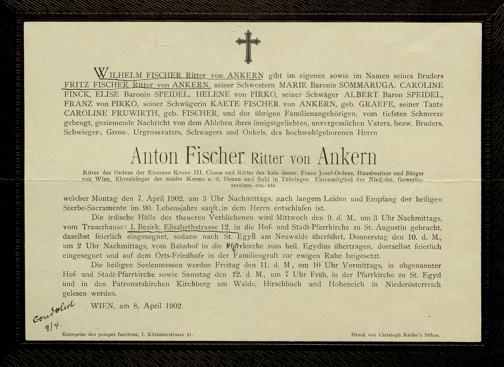 WILHELM FISCHER Ritter von ANKERN gibt im eigenen sowie im Namen seines Bruders
FRITZ FISCHER Ritter von ANKERN, seiner Schwestern MARIE Baronin SOMMARUGA, CAROLINE
FINCK, ELISE Baronin SPEIDEL, HELENE von PIRKO, seiner Schwäger ALBERT Baron SPEIDEL,
FRANZ von PIRKO, seiner Schwägerin KAETE FISCHER von ANKERN, geb. GRAEFE, seiner Tante
CAROLINE FRUWIRTH, geb. FISCHER, und der übrigen Familienangehörigen, vom tiefsten Schmerze
gebeugt, geziemende Nachricht von dem Ableben ihres innigstgeliebten, unvergesslichen Vaters, bezw. Bruders,
Schwieger-, Gross-, Urgrossvaters, Schwagers und Onkels, des hochwohlgeborenen Herrn
Anton Fischer Ritter von Ankern
Ritter des Ordens der Eisernen Krone III. Classe und Ritter des kais. österr. Franz Josef-Ordens, Hausbesitzer und Bürger
von Wien, Ehrenbürger der Städte Krems a. d. Donau und Suhl in Thüringen Ehrenmitglied des Nied.-öst. Gewerbe-
vereines etc. etc.
welcher Montag den 7. April 1902, um 3 Uhr Nachmittags, nach langem Leiden und Empfang der heiligen
Sterbe-Sacramente im 90. Lebensjahre sanft in dem Herrn entschlafen ist.
Die irdische Hülle des theueren Verblichenen wird Mittwoch den 9. d. M., um 3 Uhr Nachmittags,
vom Trauerhause: I. Bezirk, Elisabethstrasse 12, in die Hof- und Stadt-Pfarrkirche zu St. Augustin gebracht,
daselbst feierlich eingesegnet, sodann nach St. Egyd am Neuwalde überführt, Donnerstag den 10. d. M.,
um 2 Uhr Nachmittags, vom Bahnhof in die Pfarrkirche zum heil. Egydius übertragen, dortselbst feierlich
eingesegnet und auf dem Orts-Friedhofe in der Familiengruft zur ewigen Ruhe beigesetzt.
Die heiligen Seelenmessen werden Freitag den 11. d. M., um 10 Uhr Vormittags, in obgenannter
Hof- und Stadt-Pfarrkirche sowie Samstag den 12. d. M., um 7 Uhr Früh, in der Pfarrkirche zu St. Egyd
und in den Patronatskirchen Kirchberg am Walde, Hirschbach und Hoheneich in Niederösterreich
gelesen werden.
WIEN, am 8. April 1902.
9/4.
Entreprise des pompes funèbres, I. Kärntnerstrasse 21.
Druck von Christoph Reißer's Söhne.